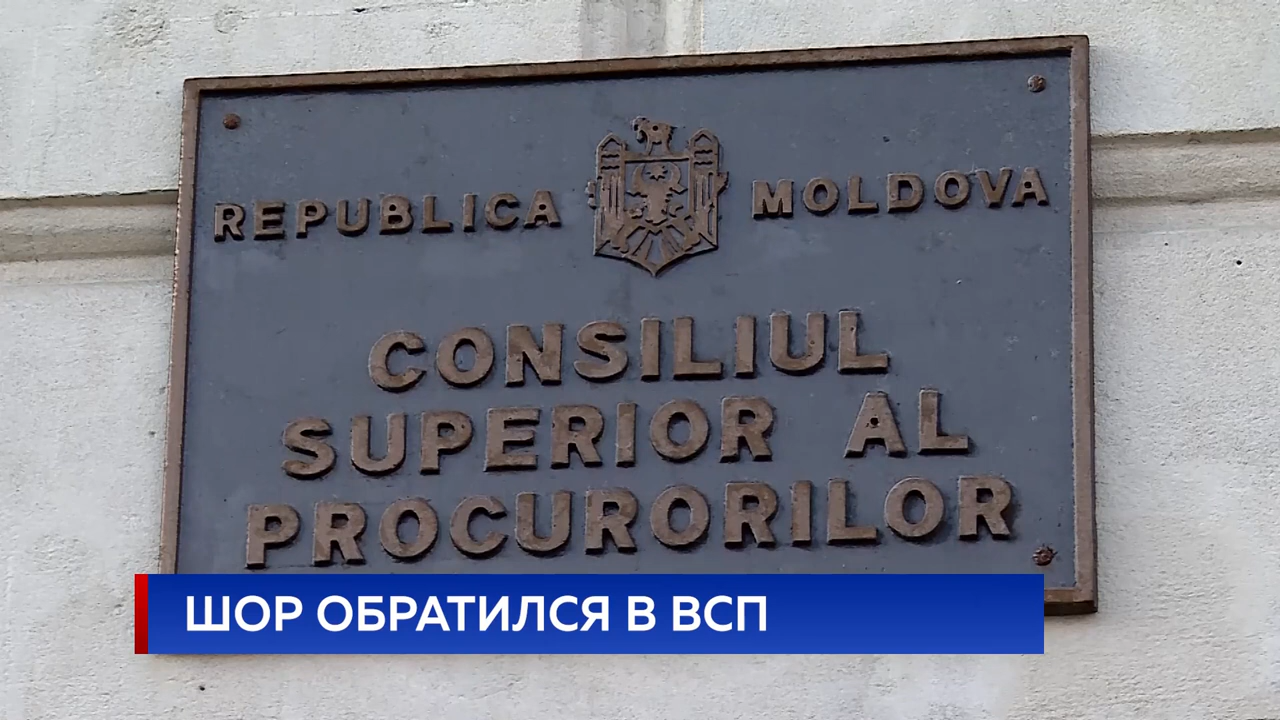 REPUBLICA MOLDOVA
CONSILIUL
SUPERIOR AL
PROCURORILOR
ШОР ОБРАТИЛСЯ В ВСП